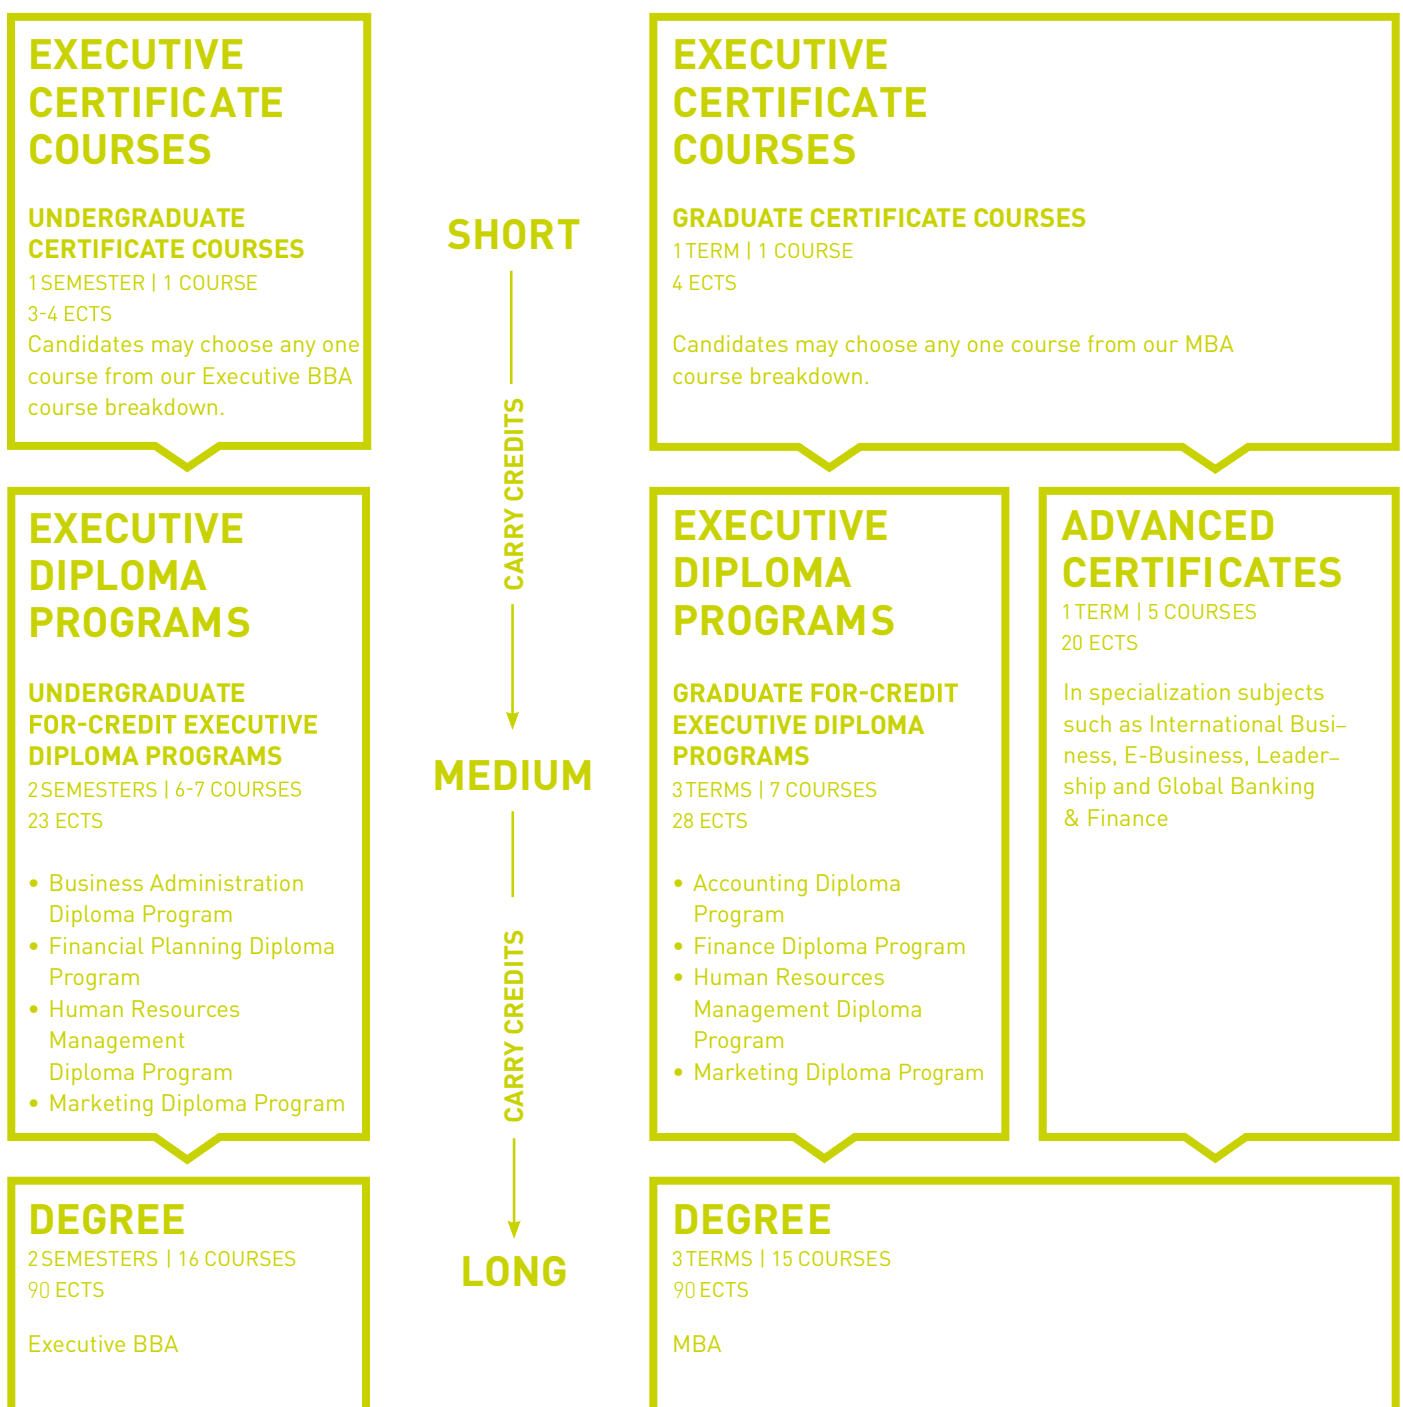 EXECUTIVE
CERTIFICATE
COURSES
UNDERGRADUATE
CERTIFICATE COURSES
1 SEMESTER | 1 COURSE
3-4 ECTS
Candidates may choose any one
course from our Executive BBA
course breakdown.
EXECUTIVE
DIPLOMA
PROGRAMS
UNDERGRADUATE
FOR-CREDIT EXECUTIVE
DIPLOMA PROGRAMS
2 SEMESTERS | 6-7 COURSES
23 ECTS
• Business Administration
Diploma Program
• Financial Planning Diploma
Program
• Human Resources
Management
Diploma Program
• Marketing Diploma Program
DEGREE
2 SEMESTERS | 16 COURSES
90 ECTS
Executive BBA
SHORT
CARRY CREDITS
MEDIUM
CARRY CREDITS
LONG
EXECUTIVE
CERTIFICATE
COURSES
GRADUATE CERTIFICATE COURSES
1 TERM | 1 COURSE
4 ECTS
Candidates may choose any one course from our MBA
course breakdown.
EXECUTIVE
DIPLOMA
PROGRAMS
GRADUATE FOR-CREDIT
EXECUTIVE DIPLOMA
PROGRAMS
3 TERMS | 7 COURSES
28 ECTS
• Accounting Diploma
Program
• Finance Diploma Program
• Human Resources
Management Diploma
Program
• Marketing Diploma Program
ADVANCED
CERTIFICATES
1 TERM | 5 COURSES
20 ECTS
In specialization subjects
such as International Busi–
ness, E-Business, Leader–
ship and Global Banking
& Finance
DEGREE
3 TERMS | 15 COURSES
90 ECTS
MBA